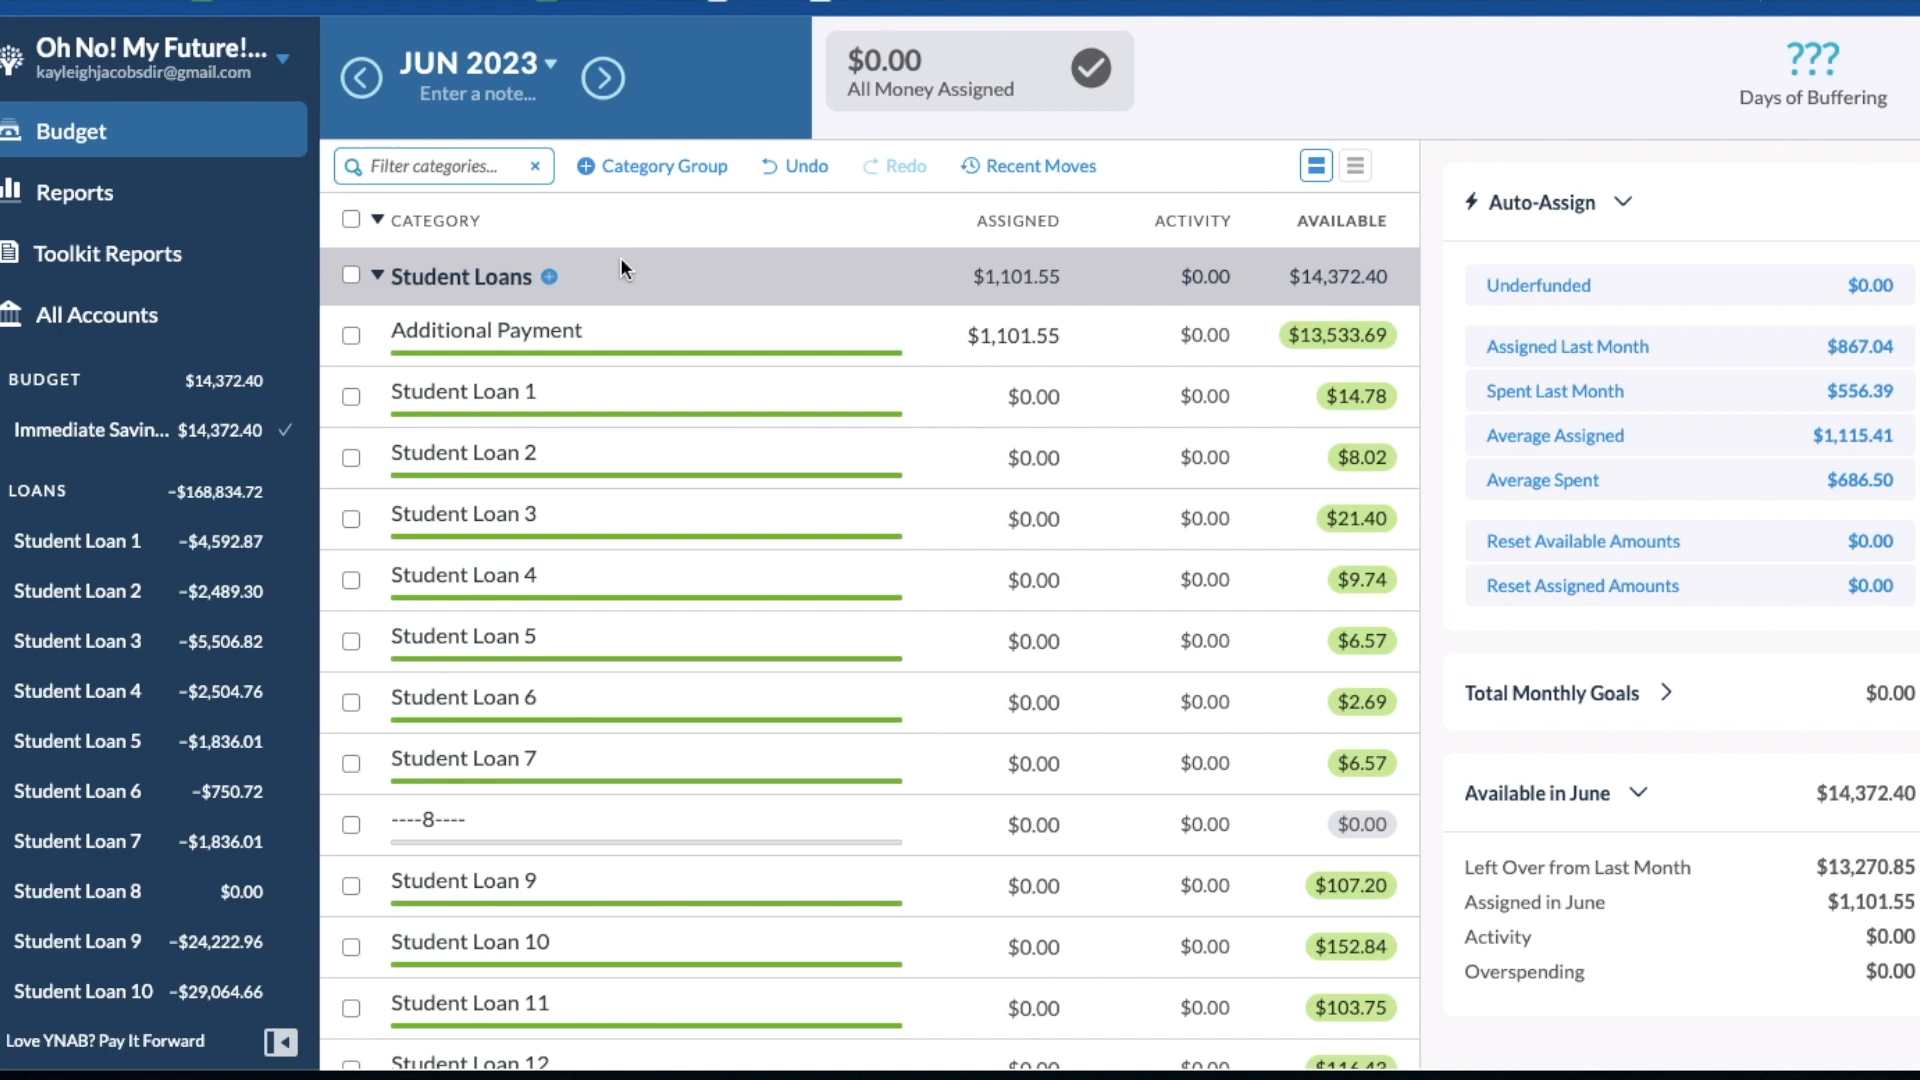 Oh No! My Future!...
kayleighjacobsdir@gmail.com
Budget
Reports
Toolkit Reports
All Accounts
BUDGET $14,372.40
Immediate Savin... $14,372.40
LOANS −$168,834.72
Student Loan 1 −$4,592.87
Student Loan 2 −$2,489.30
Student Loan 3 −$5,506.82
Student Loan 4 −$2,504.76
Student Loan 5 −$1,836.01
Student Loan 6 −$750.72
Student Loan 7 −$1,836.01
Student Loan 8 $0.00
Student Loan 9 −$24,222.96
Student Loan 10 −$29,064.66
Love YNAB? Pay It Forward
JUN 2023
Enter a note...
$0.00
All Money Assigned
???
Days of Buffering
Filter categories... Category Group Undo Redo Recent Moves
CATEGORY ASSIGNED ACTIVITY AVAILABLE
Student Loans $1,101.55 $0.00 $14,372.40
Additional Payment $1,101.55 $0.00 $13,533.69
Student Loan 1 $0.00 $0.00 $14.78
Student Loan 2 $0.00 $0.00 $8.02
Student Loan 3 $0.00 $0.00 $21.40
Student Loan 4 $0.00 $0.00 $9.74
Student Loan 5 $0.00 $0.00 $6.57
Student Loan 6 $0.00 $0.00 $2.69
Student Loan 7 $0.00 $0.00 $6.57
----8---- $0.00 $0.00 $0.00
Student Loan 9 $0.00 $0.00 $107.20
Student Loan 10 $0.00 $0.00 $152.84
Student Loan 11 $0.00 $0.00 $103.75
Student Loan 12 $0.00 $0.00
Auto-Assign
Underfunded $0.00
Assigned Last Month $867.04
Spent Last Month $556.39
Average Assigned $1,115.41
Average Spent $686.50
Reset Available Amounts $0.00
Reset Assigned Amounts $0.00
Total Monthly Goals $0.00
Available in June $14,372.40
Left Over from Last Month $13,270.85
Assigned in June $1,101.55
Activity $0.00
Overspending $0.00